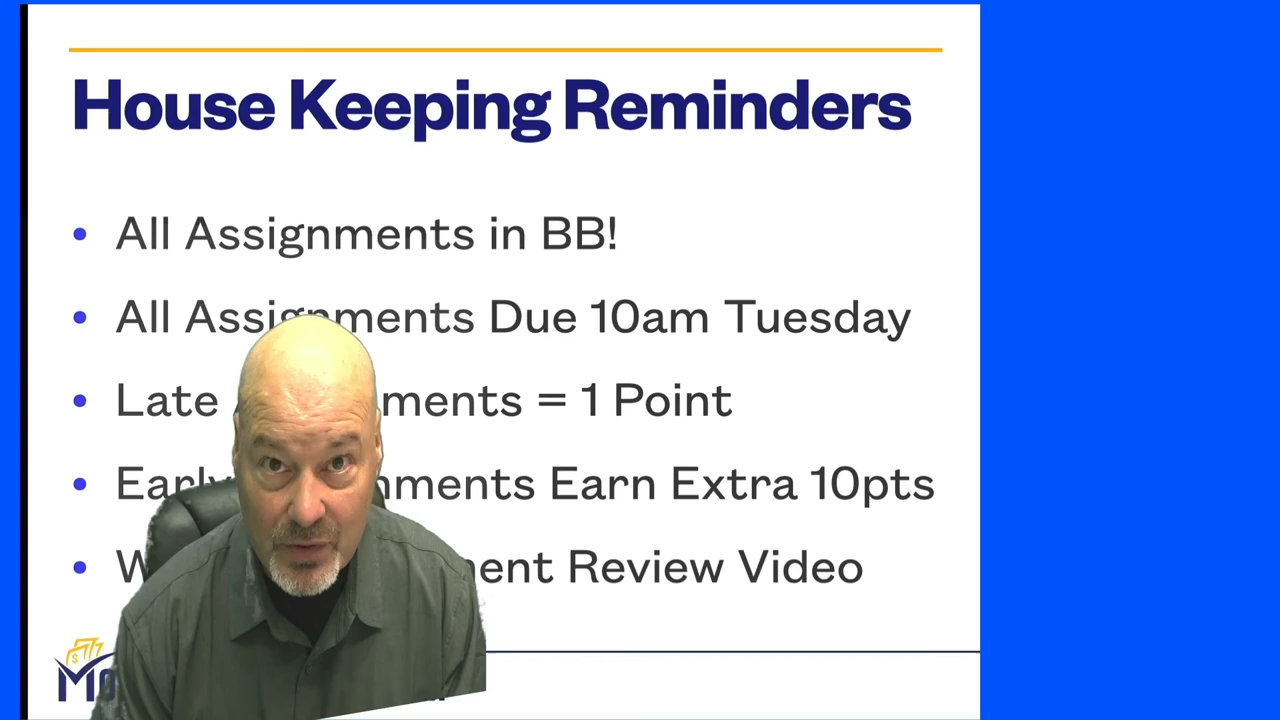 House Keeping Reminders
• All Assignments in BB!
• All Assignments Due 10am Tuesday
• Late ments = 1 Point
• Early nments Earn Extra 10pts
• ent Review Video